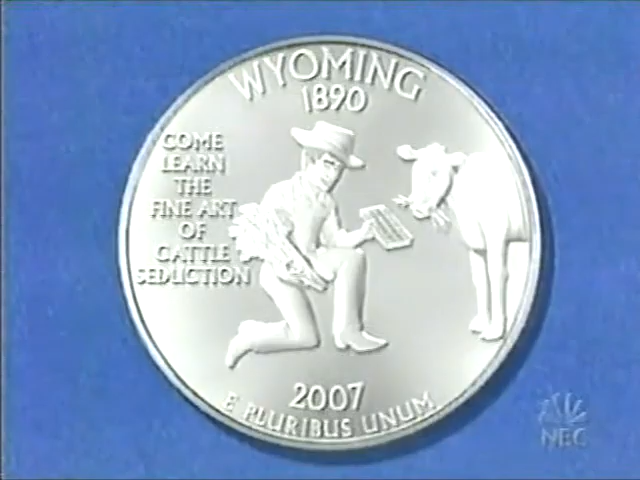 WYOMING
1890
COME
LEARN
THE
FINE ART
OF
CATTLE
SEDUCTION
2007
E PLURIBUS UNUM
NBC